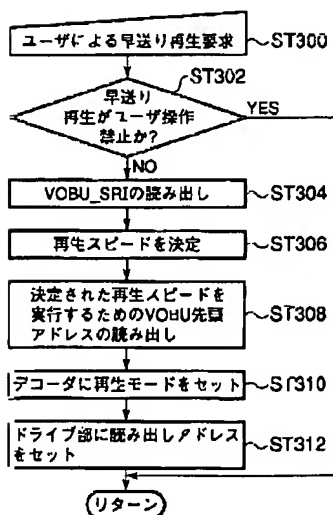 ユーザによる早送り再生要求
ST300
ST302
早送り
再生がユーザ操作
禁止か?
YES
NO
VOBU_SRIの読み出し
ST304
再生スピードを決定
ST306
決定された再生スピードを
実行するためのVOBU先頭
アドレスの読み出し
ST308
デコーダに再生モードをセット
ST310
ドライブ部に読み出しアドレス
をセット
ST312
リターン